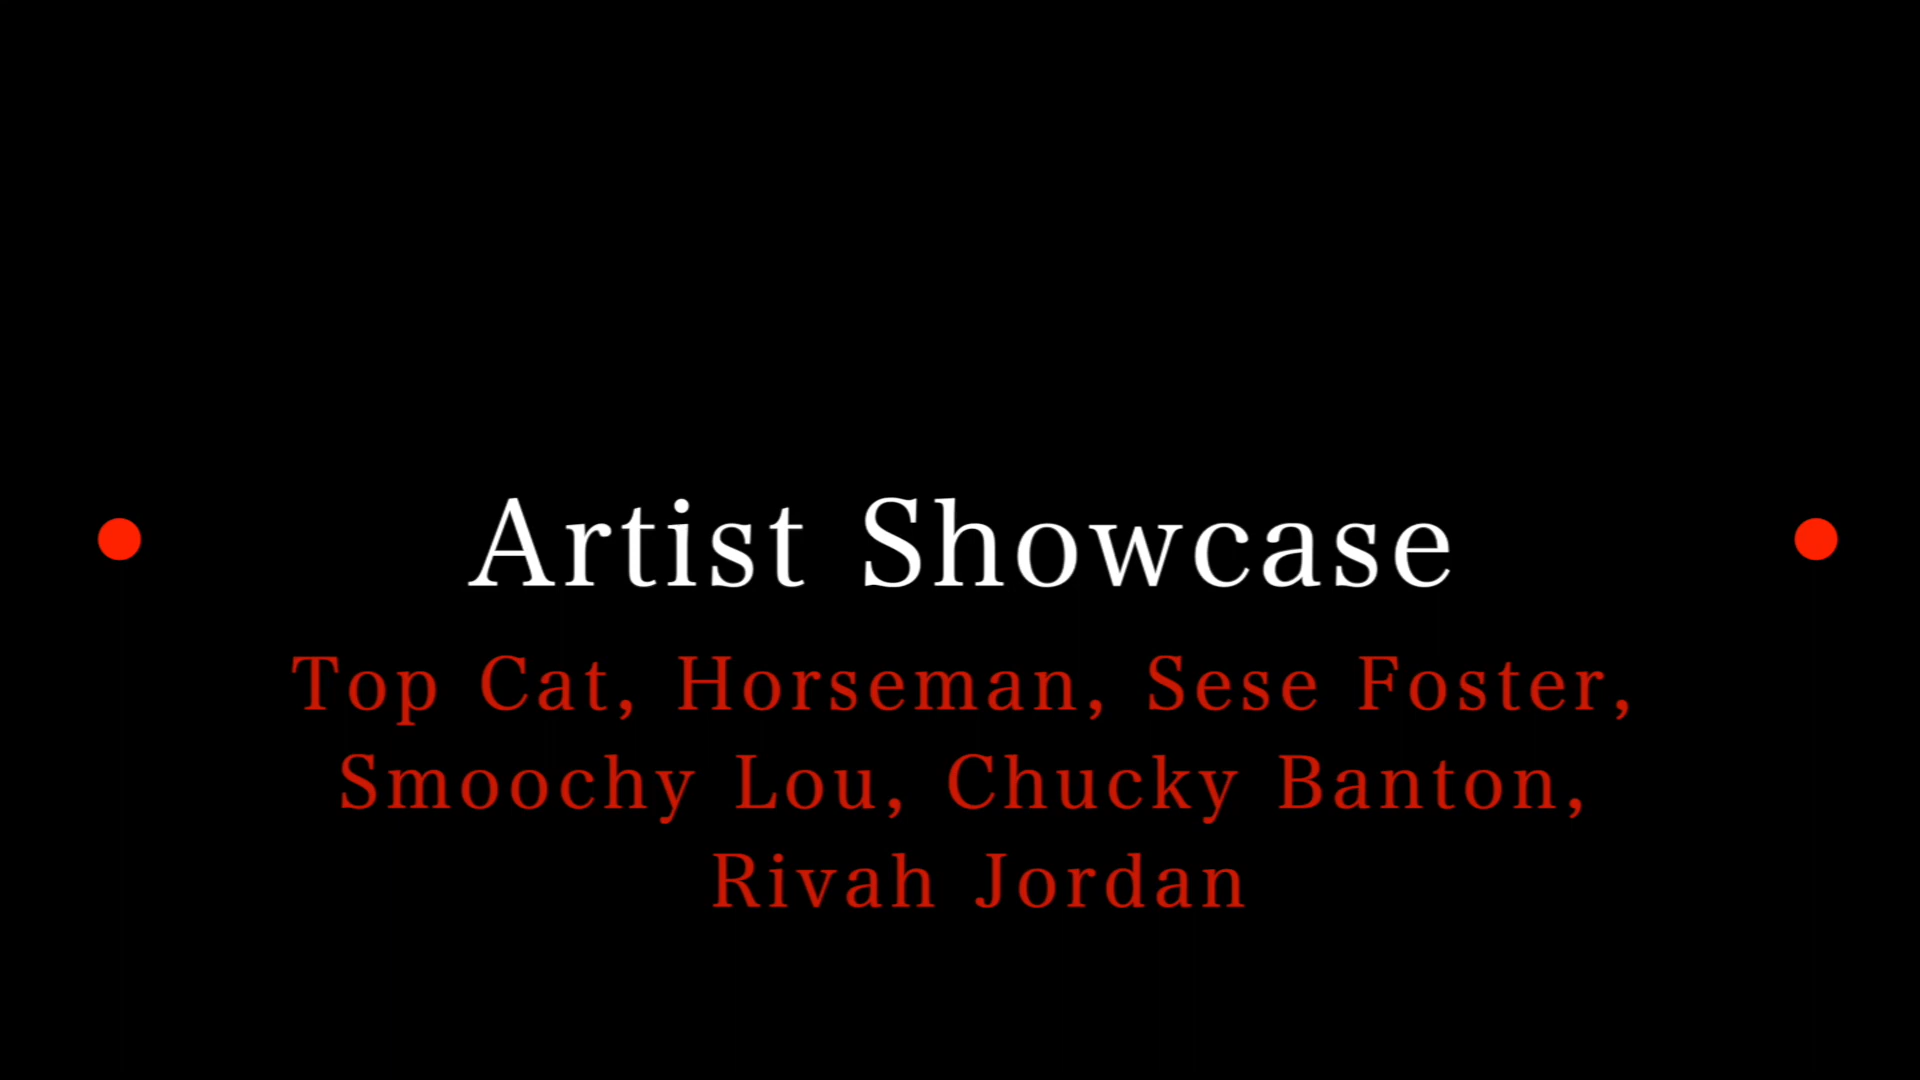 Artist Showcase
Top Cat, Horseman, Sese Foster,
Smoochy Lou, Chucky Banton,
Rivah Jordan